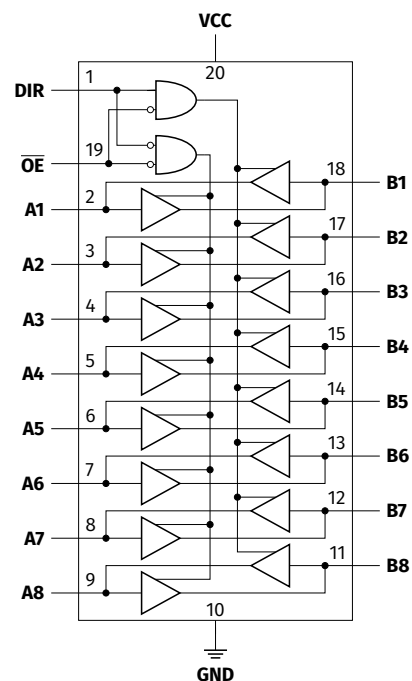 VCC
20
DIR 1
O̅E̅ 19
18 B1
A1 2
17 B2
A2 3
16 B3
A3 4
15 B4
A4 5
14 B5
A5 6
13 B6
A6 7
12 B7
A7 8
11 B8
A8 9
10
GND